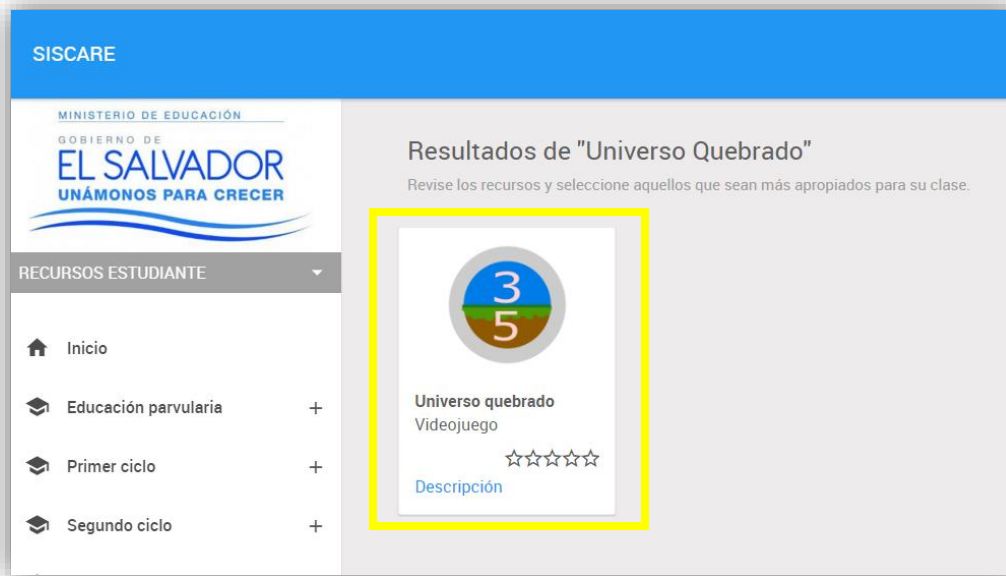 SISCARE
MINISTERIO DE EDUCACIÓN
GOBIERNO DE
EL SALVADOR
UNÁMONOS PARA CRECER
RECURSOS ESTUDIANTE
Inicio
Educación parvularia +
Primer ciclo +
Segundo ciclo +
Resultados de "Universo Quebrado"
Revise los recursos y seleccione aquellos que sean más apropiados para su clase.
3
5
Universo quebrado
Videojuego
Descripción